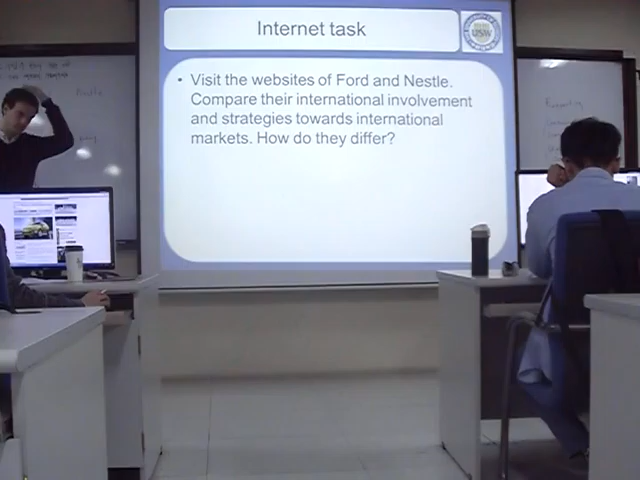 Internet task
USW
• Visit the websites of Ford and Nestle.
Compare their international involvement
and strategies towards international
markets. How do they differ?